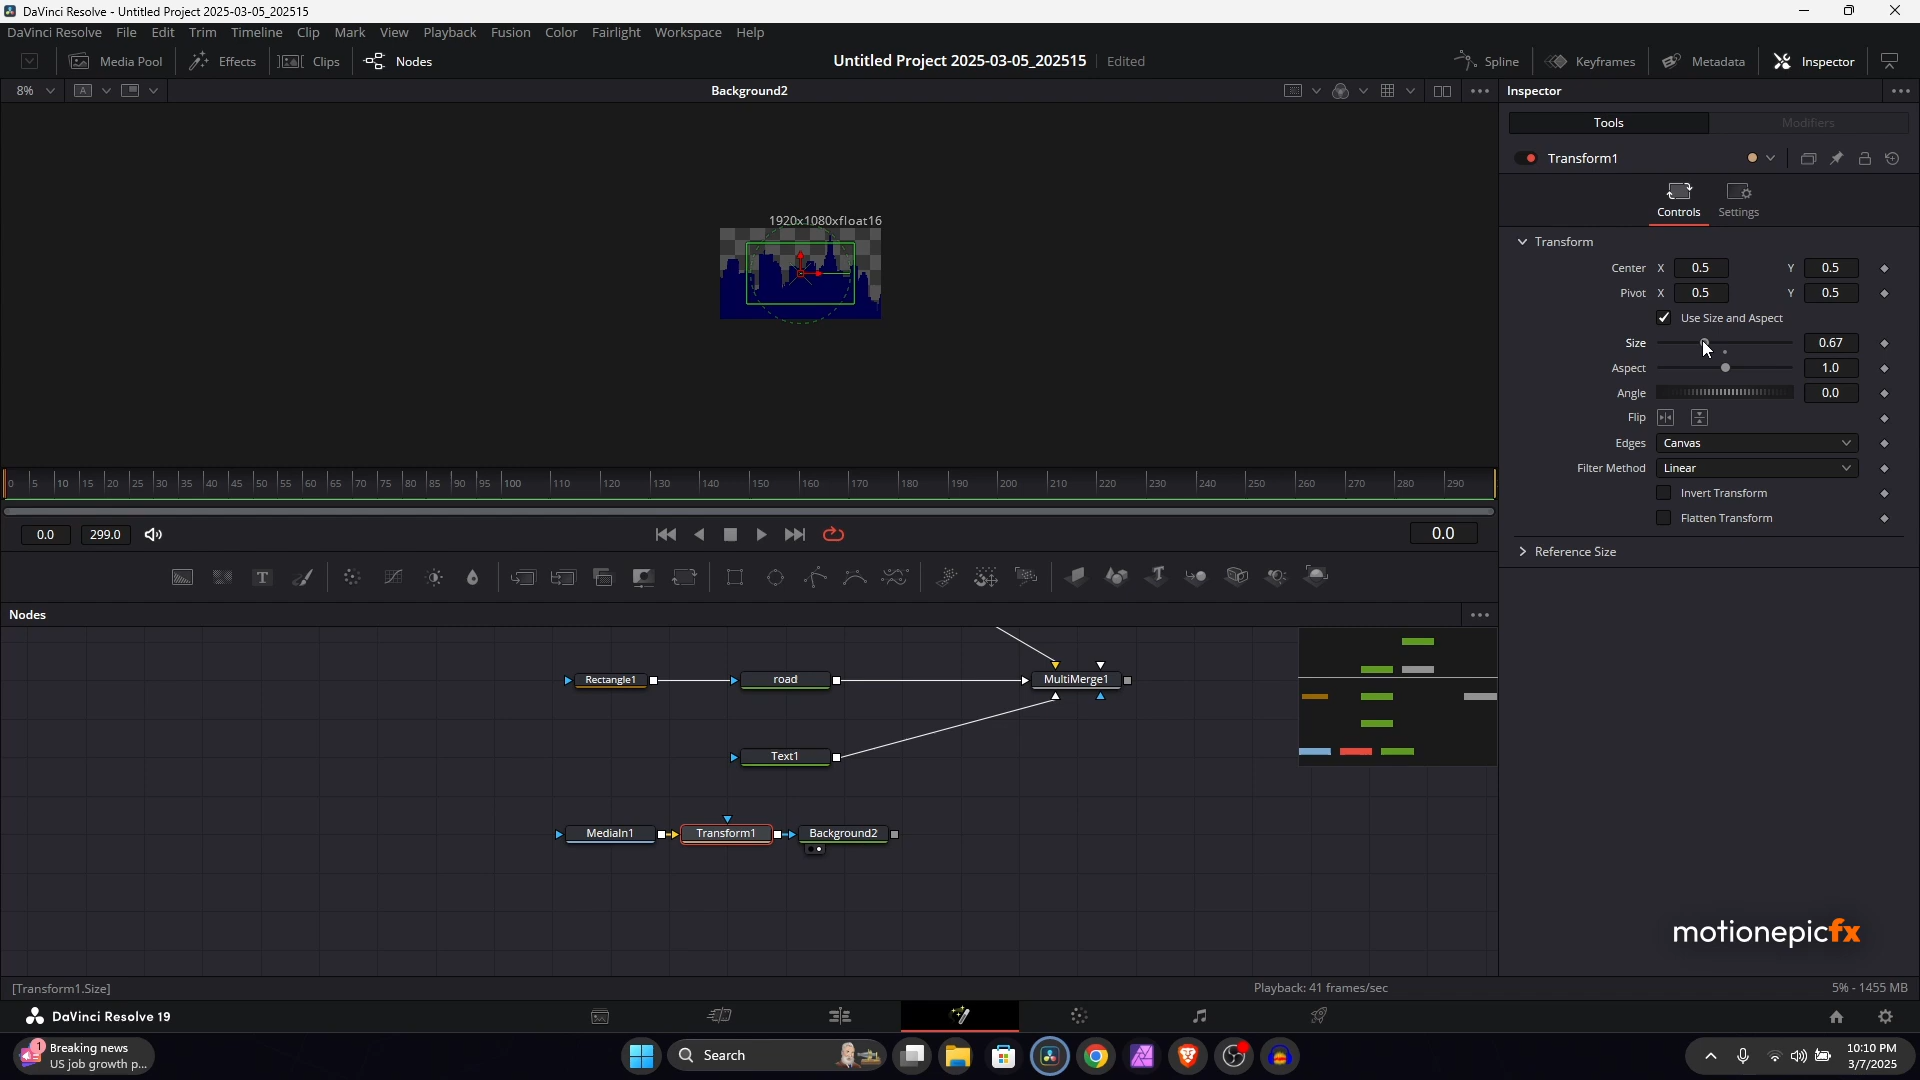 DaVinci Resolve - Untitled Project 2025-03-05_202515
DaVinci Resolve File Edit Trim Timeline Clip Mark View Playback Fusion Color Fairlight Workspace Help
Media Pool Effects Clips Nodes Untitled Project 2025-03-05_202515 Edited Spline Keyframes Metadata Inspector
8% A Background2 Inspector
Tools Modifiers
Transform1
Controls Settings
Transform
Center X 0.5 Y 0.5
Pivot X 0.5 Y 0.5
Use Size and Aspect
Size 0.67
Aspect 1.0
Angle 0.0
Flip
Edges Canvas
Filter Method Linear
Invert Transform
Flatten Transform
Reference Size
1920x1080xfloat16
0 5 10 15 20 25 30 35 40 45 50 55 60 65 70 75 80 85 90 95 100 110 120 130 140 150 160 170 180 190 200 210 220 230 240 250 260 270 280 290
0.0 299.0 0.0
Nodes
Rectangle1 road MultiMerge1
Text1
MediaIn1 Transform1 Background2
motionepicfx
[Transform1.Size] Playback: 41 frames/sec 5% - 1455 MB
DaVinci Resolve 19
1 Breaking news
US job growth p...
Search
10:10 PM
3/7/2025